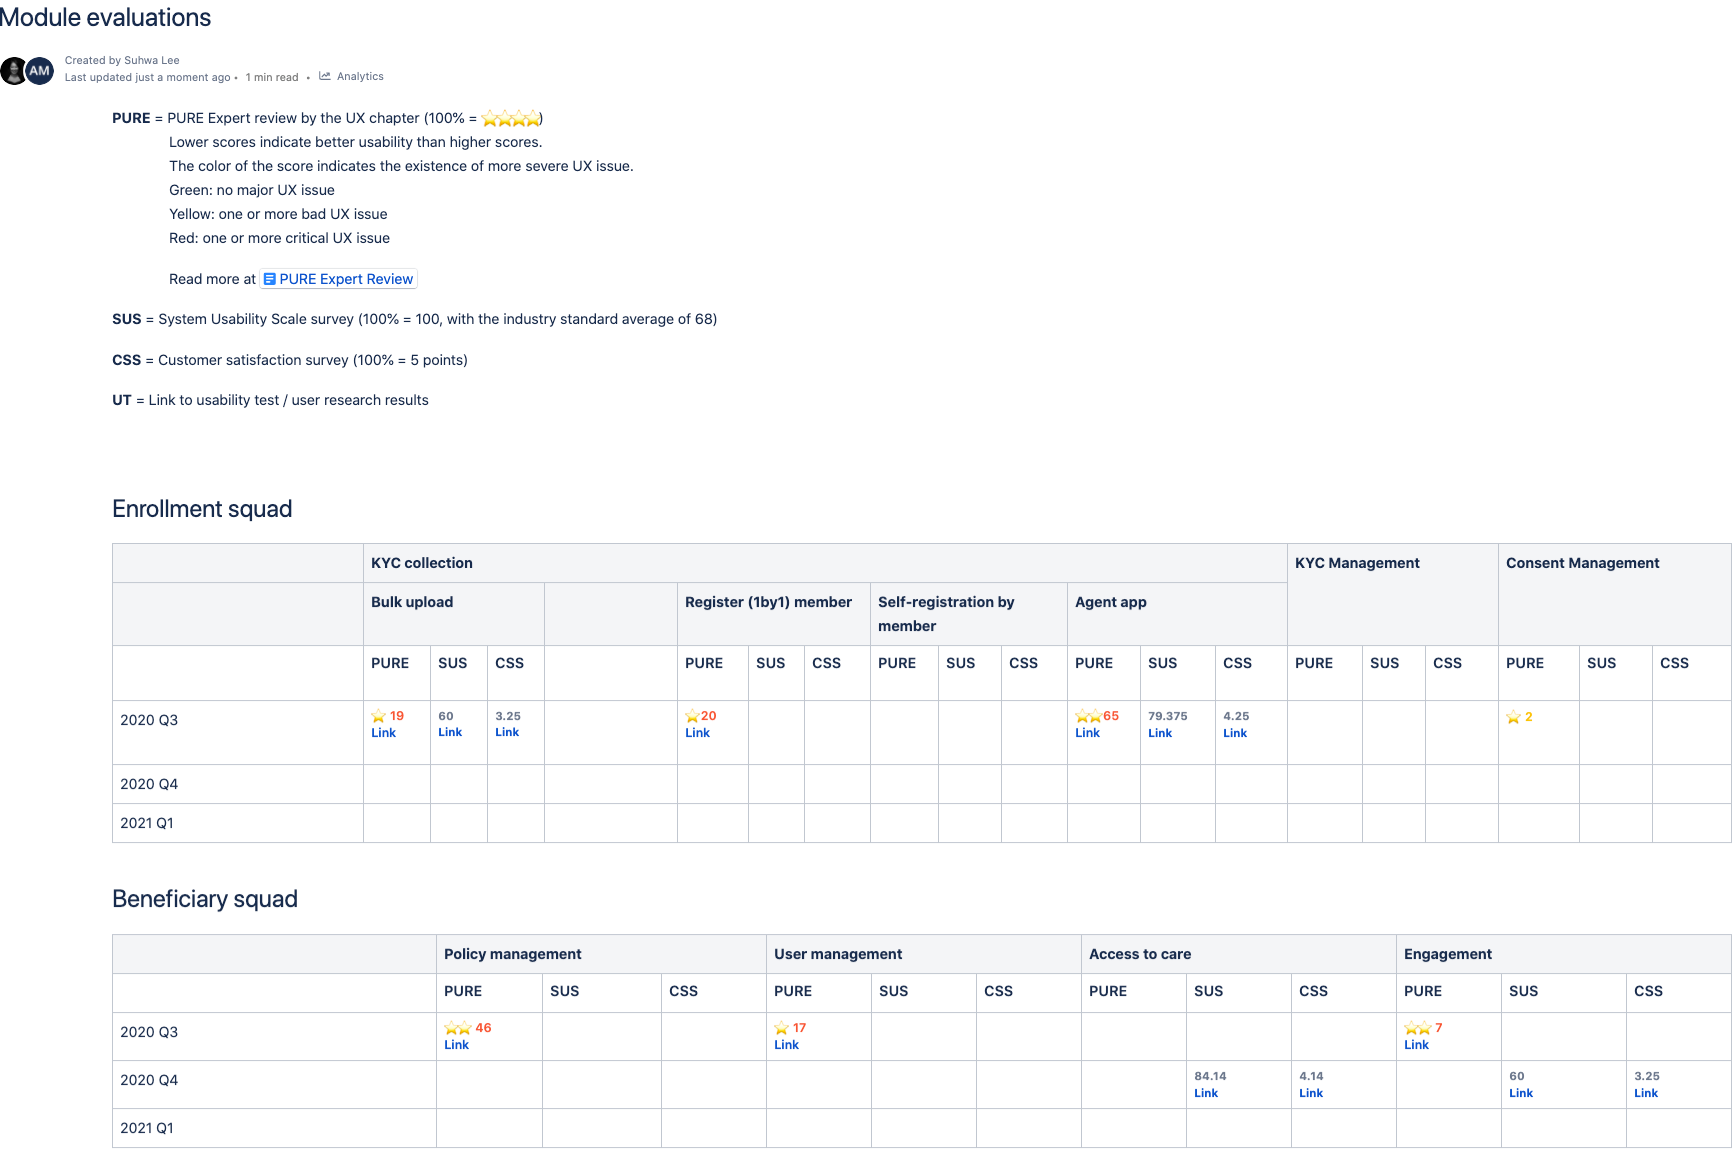 Module evaluations
AM
Created by Suhwa Lee
Last updated just a moment ago • 1 min read • Analytics
PURE = PURE Expert review by the UX chapter (100% = ⭐⭐⭐⭐)
Lower scores indicate better usability than higher scores.
The color of the score indicates the existence of more severe UX issue.
Green: no major UX issue
Yellow: one or more bad UX issue
Red: one or more critical UX issue
Read more at PURE Expert Review
SUS = System Usability Scale survey (100% = 100, with the industry standard average of 68)
CSS = Customer satisfaction survey (100% = 5 points)
UT = Link to usability test / user research results
Enrollment squad
KYC collection KYC Management Consent Management
Bulk upload Register (1by1) member Self-registration by Agent app
member
PURE SUS CSS PURE SUS CSS PURE SUS CSS PURE SUS CSS PURE SUS CSS PURE SUS CSS
2020 Q3 ⭐ 19 60 3.25 ⭐20 ⭐⭐65 79.375 4.25 ⭐ 2
Link Link Link Link Link Link Link
2020 Q4
2021 Q1
Beneficiary squad
Policy management User management Access to care Engagement
PURE SUS CSS PURE SUS CSS PURE SUS CSS PURE SUS CSS
2020 Q3 ⭐⭐ 46 ⭐ 17 ⭐⭐ 7
Link Link Link
2020 Q4 84.14 4.14 60 3.25
Link Link Link Link
2021 Q1